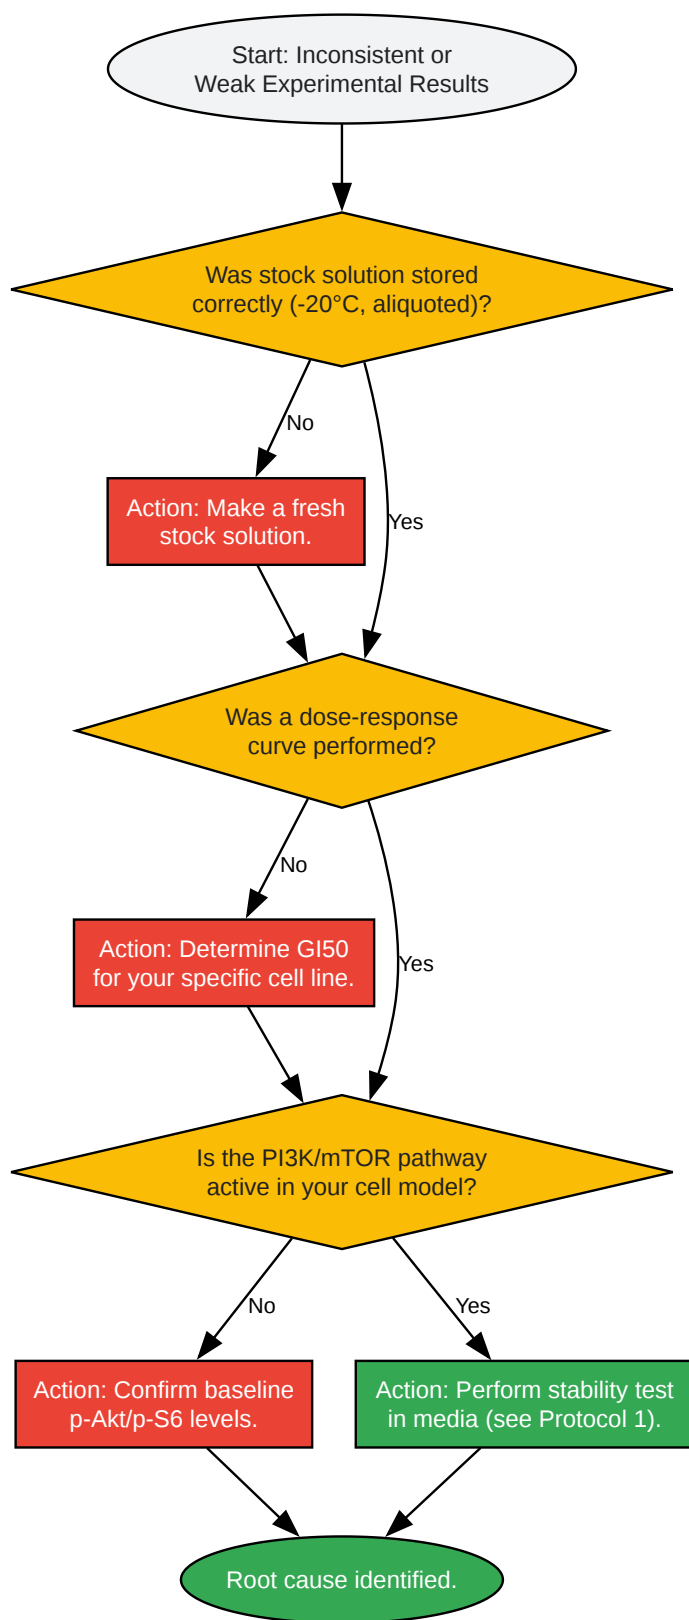 Start: Inconsistent or
Weak Experimental Results
Was stock solution stored
correctly (-20°C, aliquoted)?
No
Yes
Action: Make a fresh
stock solution.
Was a dose-response
curve performed?
No
Yes
Action: Determine GI50
for your specific cell line.
Is the PI3K/mTOR pathway
active in your cell model?
No
Yes
Action: Confirm baseline
p-Akt/p-S6 levels.
Action: Perform stability test
in media (see Protocol 1).
Root cause identified.